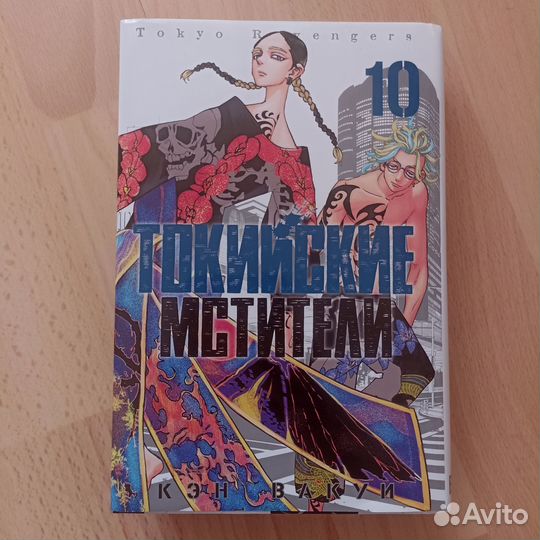 Tokyo Revengers
10
ТОКИЙСКИЕ
МСТИТЕЛИ
КЭН ВАКУИ
Avito